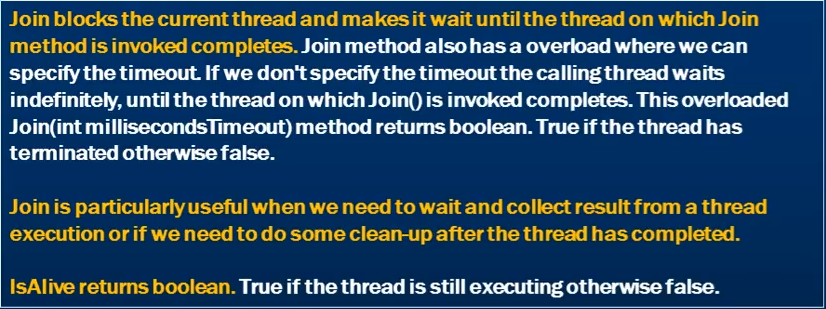 Join blocks the current thread and makes it wait until the thread on which Join
method is invoked completes. Join method also has a overload where we can
specify the timeout. If we don't specify the timeout the calling thread waits
indefinitely, until the thread on which Join() is invoked completes. This overloaded
Join(int millisecondsTimeout) method returns boolean. True if the thread has
terminated otherwise false.
Join is particularly useful when we need to wait and collect result from a thread
execution or if we need to do some clean-up after the thread has completed.
IsAlive returns boolean. True if the thread is still executing otherwise false.